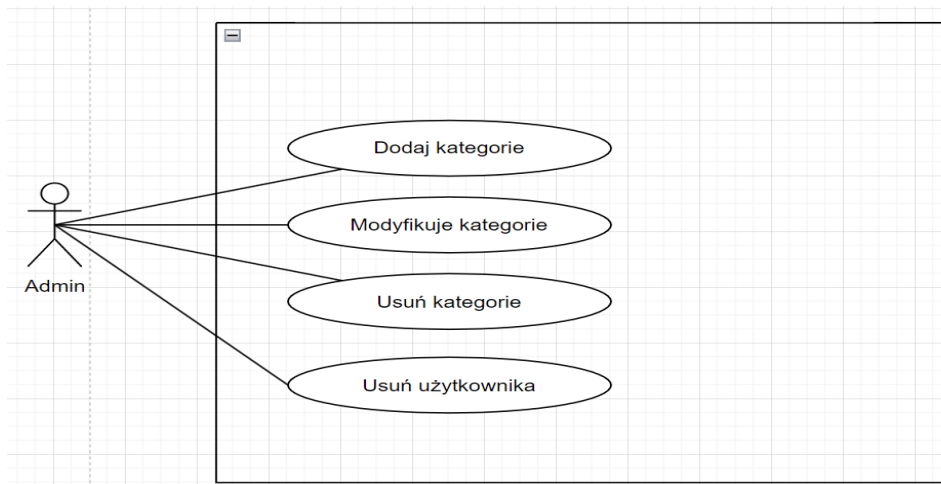 Dodaj kategorie
Modyfikuje kategorie
Usuń kategorie
Admin
Usuń użytkownika